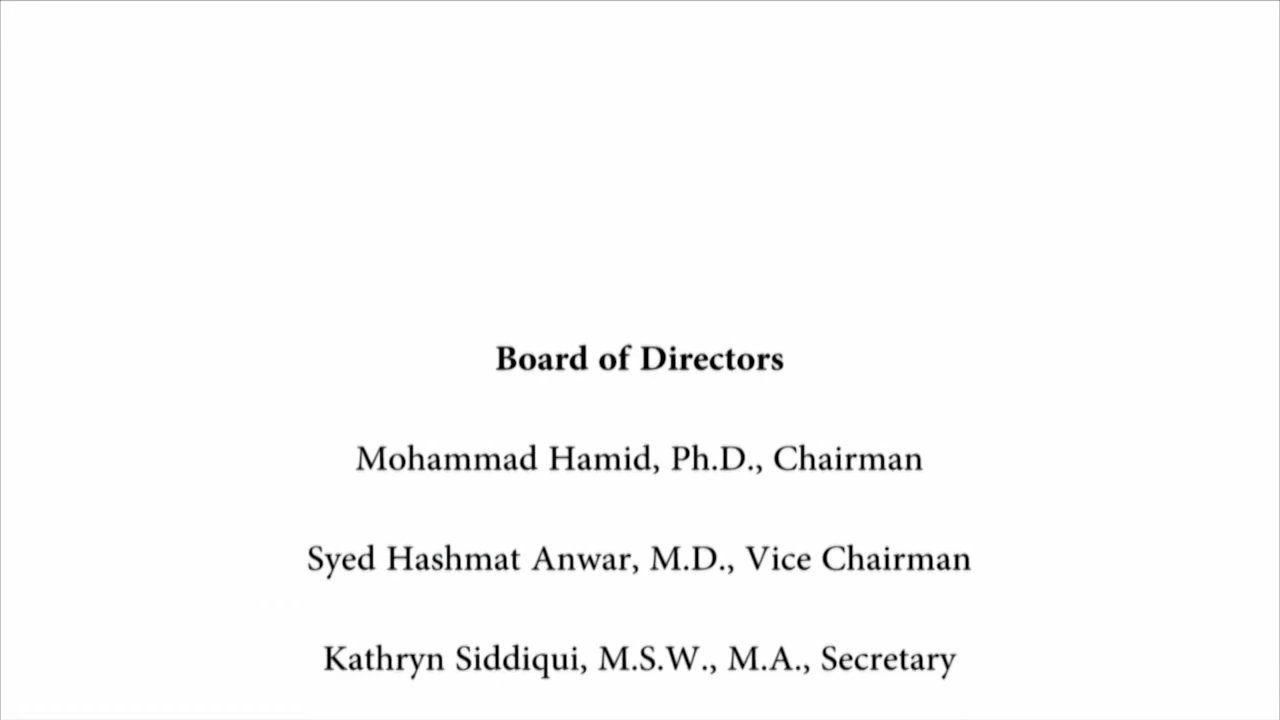 Board of Directors
Mohammad Hamid, Ph.D., Chairman
Syed Hashmat Anwar, M.D., Vice Chairman
Kathryn Siddiqui, M.S.W., M.A., Secretary